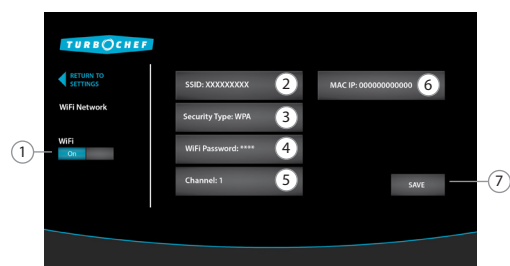 TURBOCHEF
RETURN TO
SETTINGS
WiFi Network
WiFi
On
1
SSID: XXXXXXXXX
2
Security Type: WPA
3
WiFi Password: ****
4
Channel: 1
5
MAC IP: 000000000000
6
SAVE
7